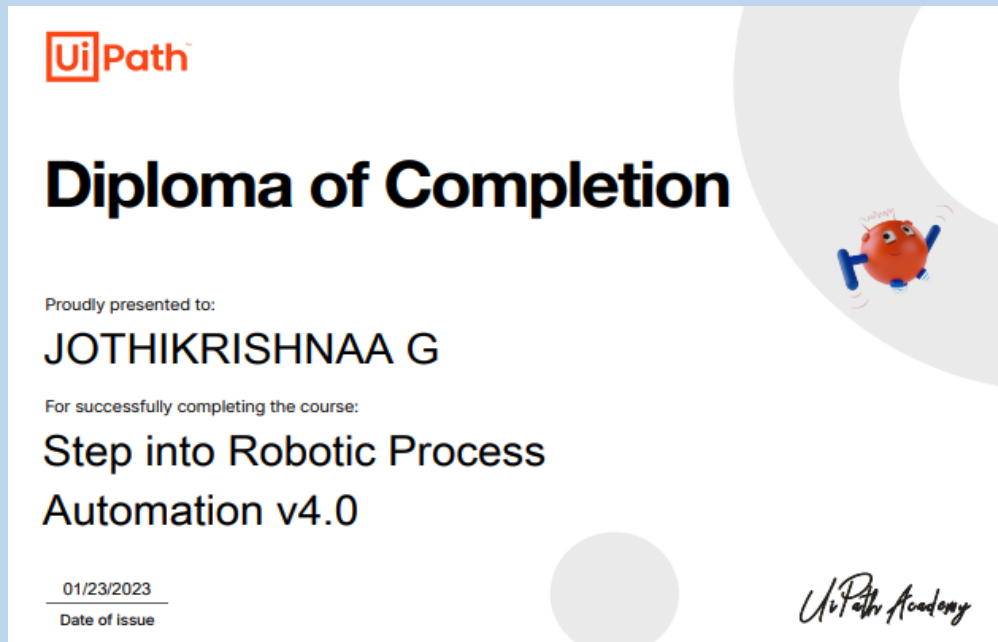 UiPath™
Diploma of Completion
Proudly presented to:
JOTHIKRISHNAA G
For successfully completing the course:
Step into Robotic Process
Automation v4.0
01/23/2023
Date of issue
UiPath Academy